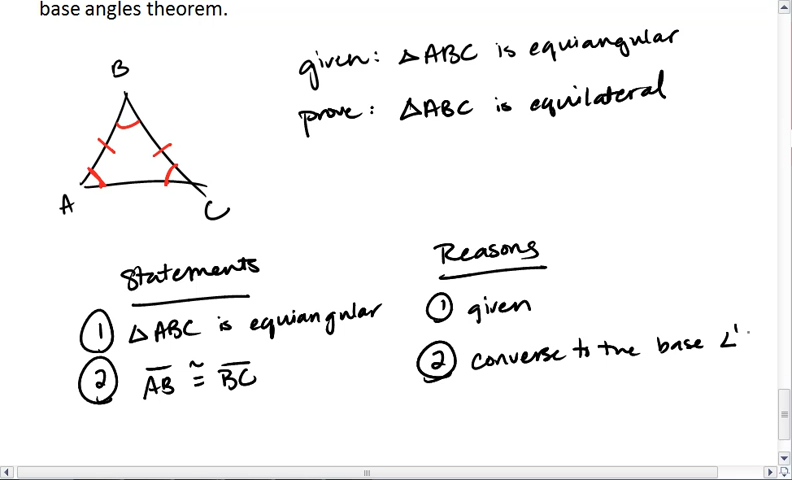 base angles theorem.
given: △ABC is equiangular
prove: △ABC is equilateral
B
A
C
Statements
Reasons
① △ABC is equiangular
① given
② AB ≅ BC
② converse to the base ∠'